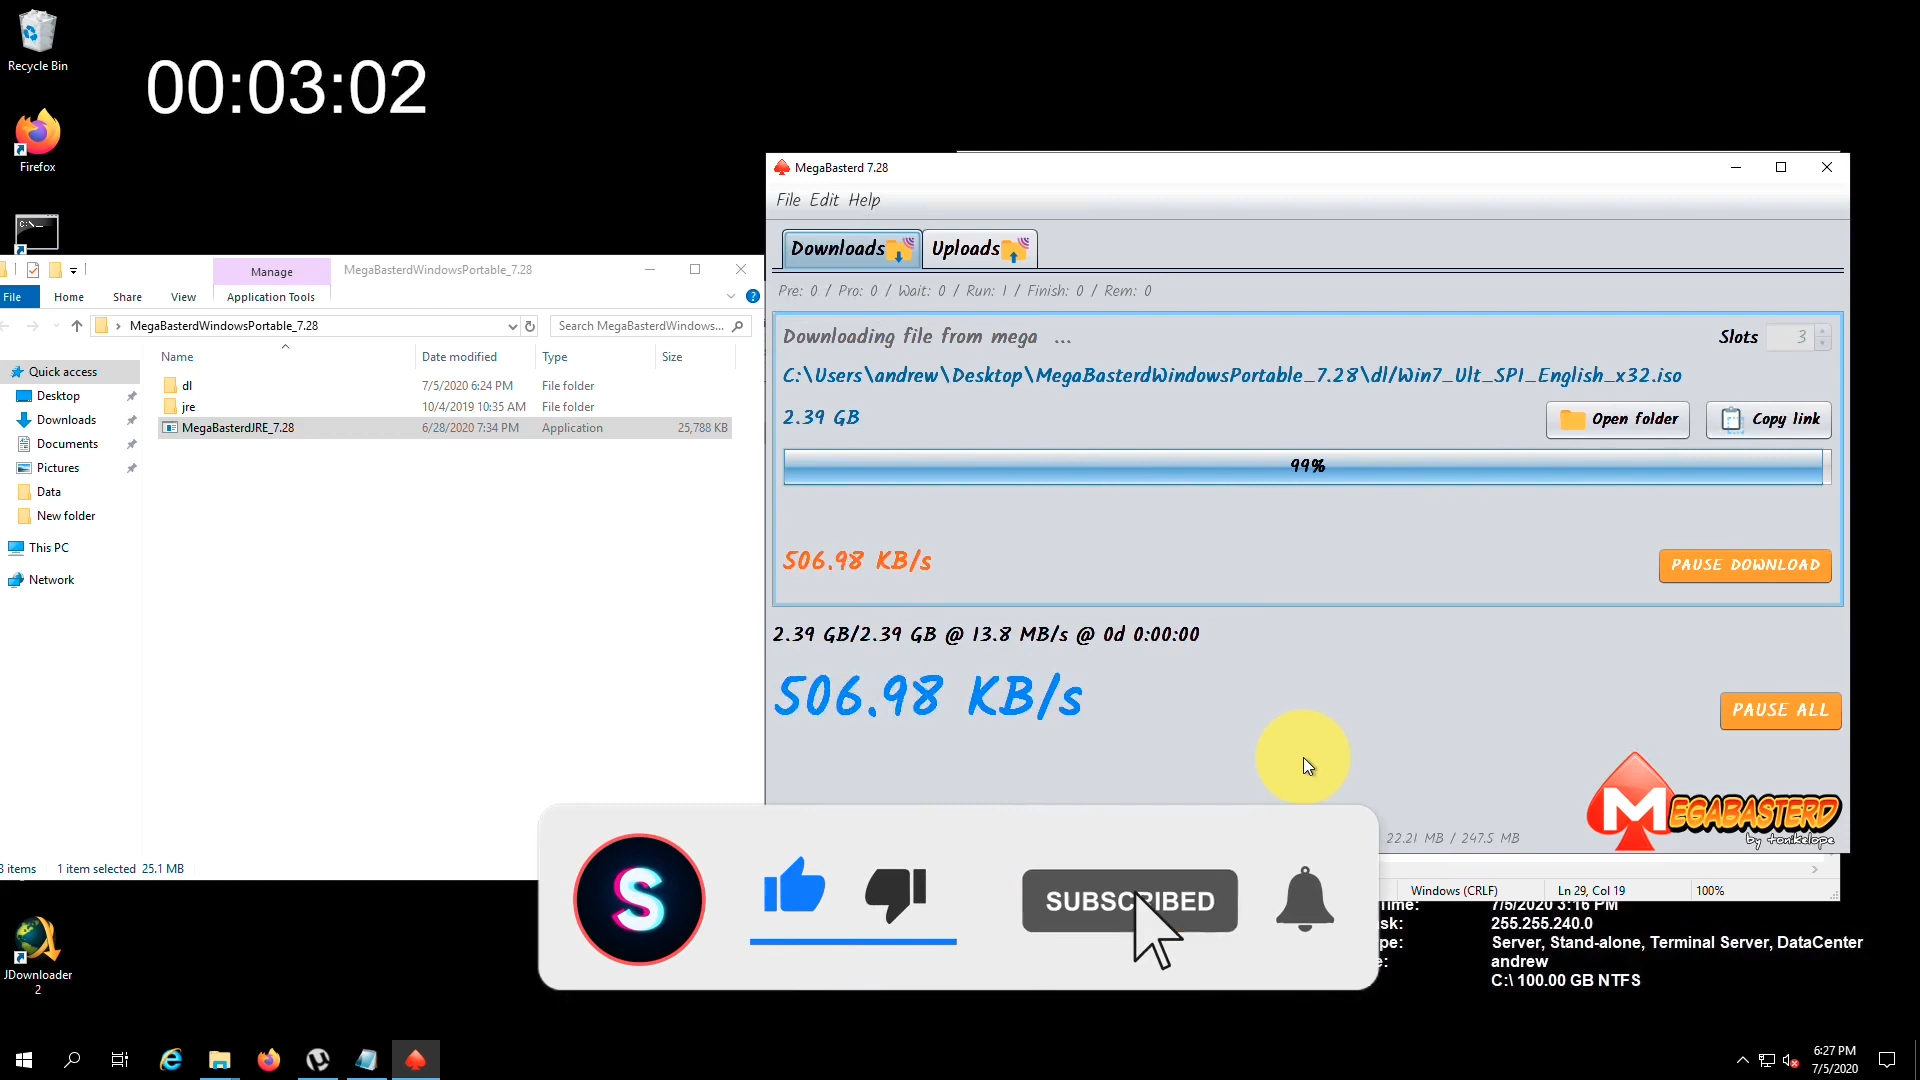 Recycle Bin
00:03:02
Firefox
MegaBasterd 7.28
File Edit Help
Downloads
Uploads
Pre: 0 / Pro: 0 / Wait: 0 / Run: 1 / Finish: 0 / Rem: 0
Downloading file from mega ...
Slots 3
C:\Users\andrew\Desktop\MegaBasterdWindowsPortable_7.28\dl/Win7_Ult_SP1_English_x32.iso
2.39 GB
Open folder
Copy link
99%
506.98 KB/s
PAUSE DOWNLOAD
2.39 GB/2.39 GB @ 13.8 MB/s @ 0d 0:00:00
506.98 KB/s
PAUSE ALL
22.21 MB / 247.5 MB
MEGABASTERD
by tonikelope
Manage
MegaBasterdWindowsPortable_7.28
File
Home
Share
View
Application Tools
MegaBasterdWindowsPortable_7.28
Search MegaBasterdWindows...
Name
Date modified
Type
Size
Quick access
Desktop
Downloads
Documents
Pictures
Data
New folder
This PC
Network
dl 7/5/2020 6:24 PM File folder
jre 10/4/2019 10:35 AM File folder
MegaBasterdJRE_7.28 6/28/2020 7:34 PM Application 25,788 KB
3 items 1 item selected 25.1 MB
S
SUBSCRIBED
Windows (CRLF)
Ln 29, Col 19
100%
7/5/2020 3:16 PM
255.255.240.0
Server, Stand-alone, Terminal Server, DataCenter
andrew
C:\ 100.00 GB NTFS
JDownloader
2
6:27 PM
7/5/2020